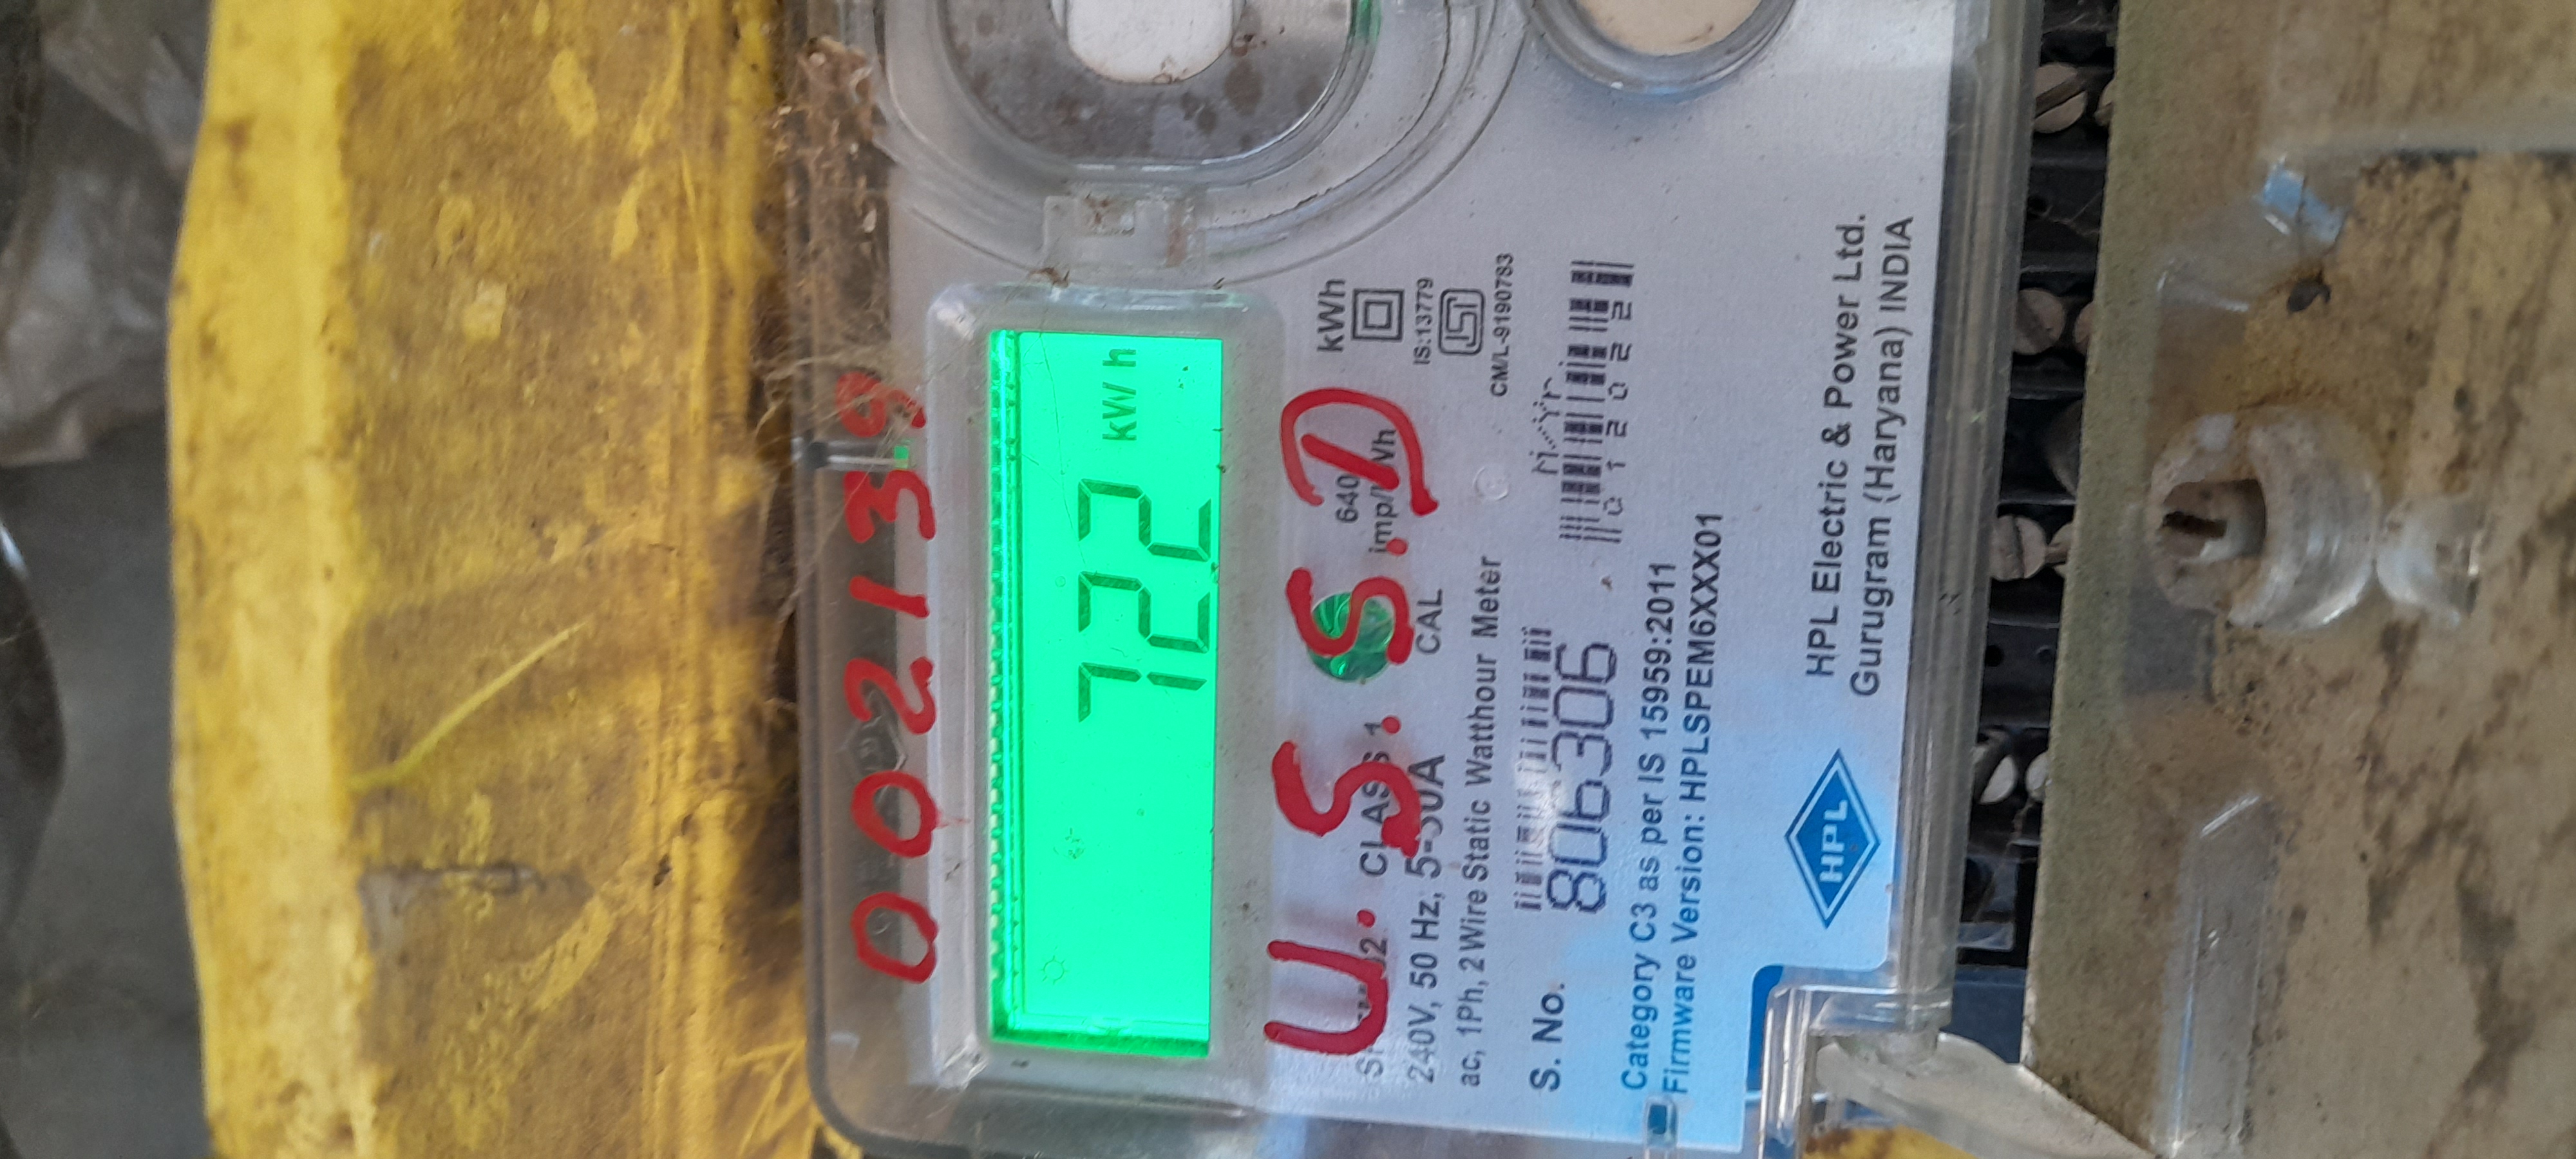 002139
722 kWh
U.S.S.D
kWh
640
imp/kWh
CAL
IS:13779
CM/L-9190783
CLASS 1
240V, 50 Hz, 5-30A
ac, 1Ph, 2 Wire Static Watthour Meter
S. No. 806306
Category C3 as per IS 15959:2011
Firmware Version: HPLSPEM6XXX01
HPL
HPL Electric & Power Ltd.
Gurugram (Haryana) INDIA